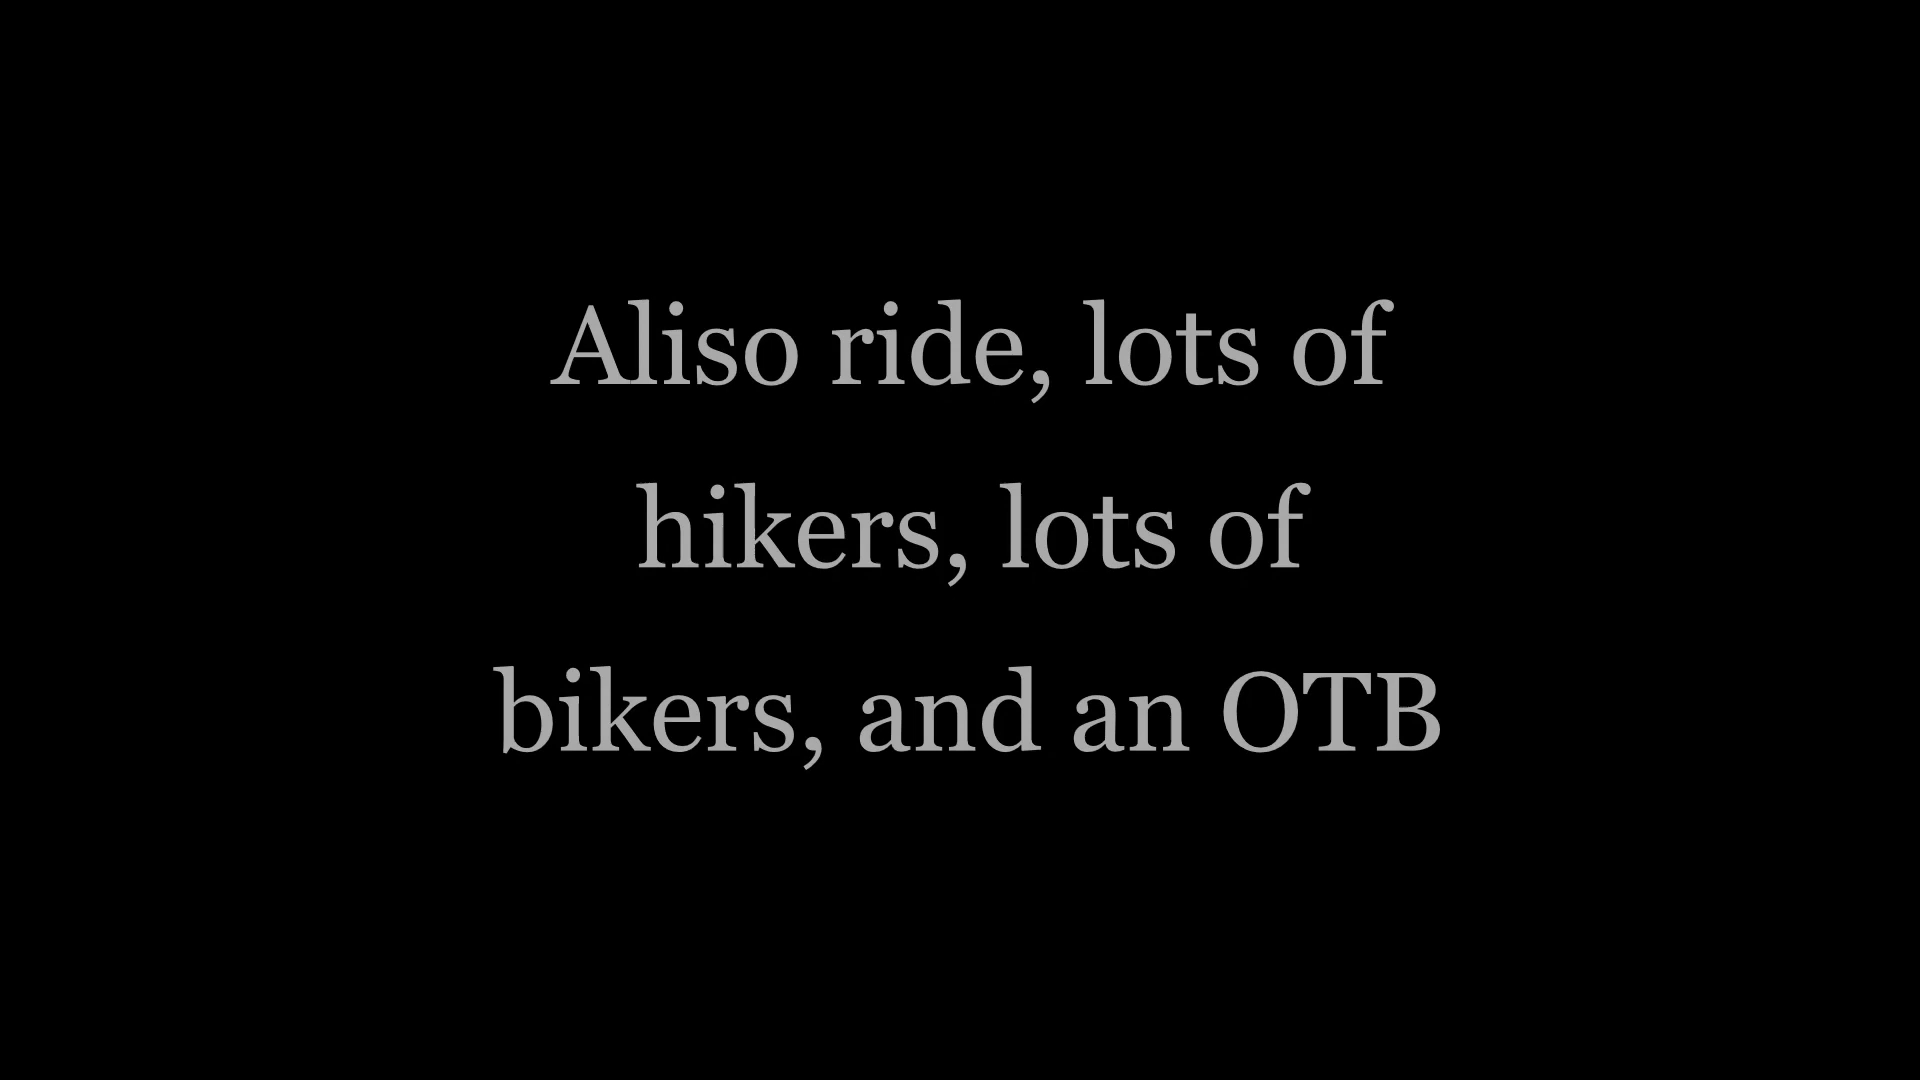 Aliso ride, lots of
hikers, lots of
bikers, and an OTB